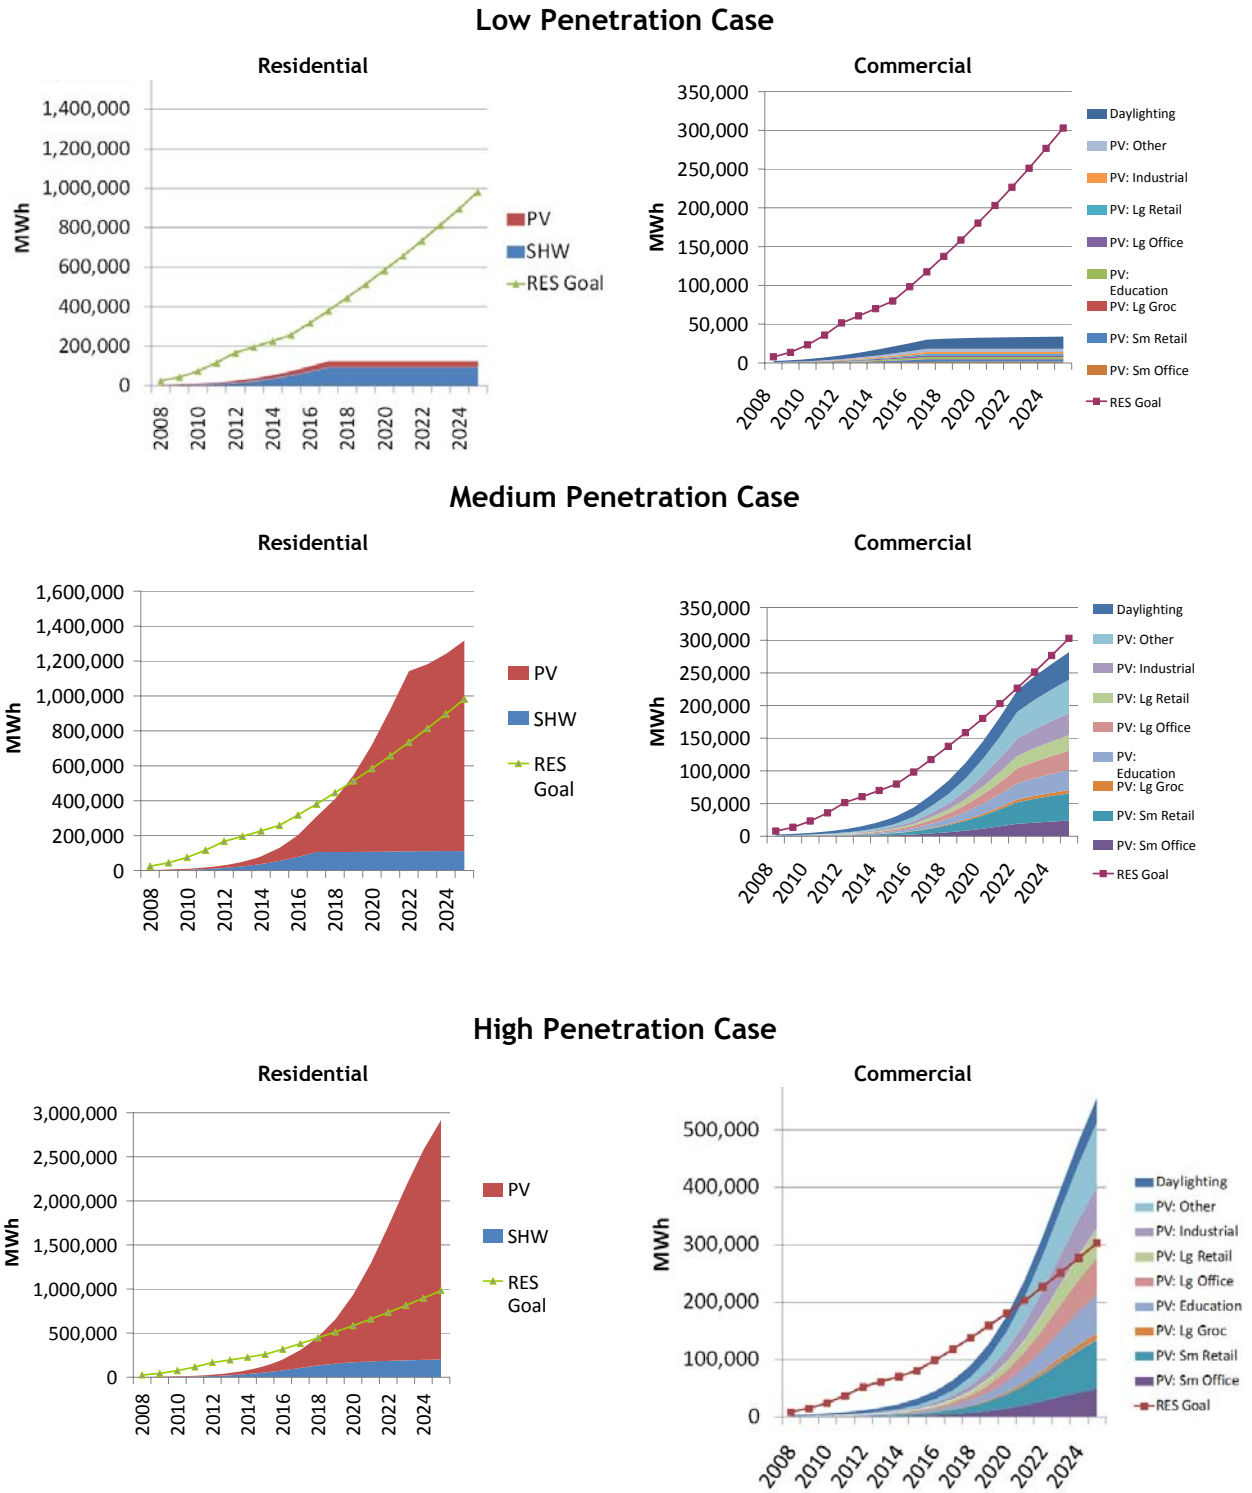 Low Penetration Case
Residential
MWh
1,400,000
1,200,000
1,000,000
800,000
600,000
400,000
200,000
0
2008
2010
2012
2014
2016
2018
2020
2022
2024
PV
SHW
RES Goal
Commercial
MWh
350,000
300,000
250,000
200,000
150,000
100,000
50,000
0
2008
2010
2012
2014
2016
2018
2020
2022
2024
Daylighting
PV: Other
PV: Industrial
PV: Lg Retail
PV: Lg Office
PV:
Education
PV: Lg Groc
PV: Sm Retail
PV: Sm Office
RES Goal
Medium Penetration Case
Residential
MWh
1,600,000
1,400,000
1,200,000
1,000,000
800,000
600,000
400,000
200,000
0
2008
2010
2012
2014
2016
2018
2020
2022
2024
PV
SHW
RES
Goal
Commercial
MWh
350,000
300,000
250,000
200,000
150,000
100,000
50,000
0
2008
2010
2012
2014
2016
2018
2020
2022
2024
Daylighting
PV: Other
PV: Industrial
PV: Lg Retail
PV: Lg Office
PV:
Education
PV: Lg Groc
PV: Sm Retail
PV: Sm Office
RES Goal
High Penetration Case
Residential
MWh
3,000,000
2,500,000
2,000,000
1,500,000
1,000,000
500,000
0
2008
2010
2012
2014
2016
2018
2020
2022
2024
PV
SHW
RES
Goal
Commercial
MWh
500,000
400,000
300,000
200,000
100,000
0
2008
2010
2012
2014
2016
2018
2020
2022
2024
Daylighting
PV: Other
PV: Industrial
PV: Lg Retail
PV: Lg Office
PV: Education
PV: Lg Groc
PV: Sm Retail
PV: Sm Office
RES Goal